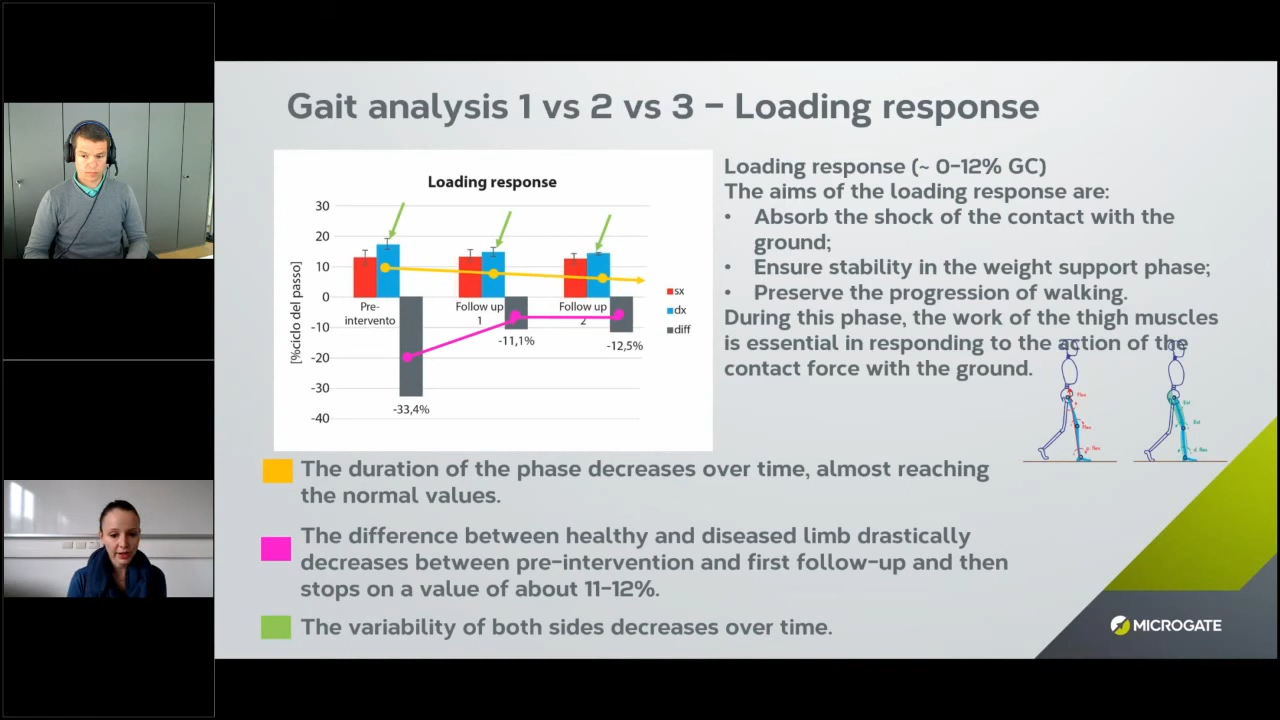 Gait analysis 1 vs 2 vs 3 – Loading response
Loading response
30
20
10
0
-10
-20
-30
-40
[%ciclo del passo]
Pre-
intervento
Follow up
1
Follow up
2
-33,4%
-11,1%
-12,5%
sx
dx
diff
Loading response (~ 0-12% GC)
The aims of the loading response are:
• Absorb the shock of the contact with the
ground;
• Ensure stability in the weight support phase;
• Preserve the progression of walking.
During this phase, the work of the thigh muscles
is essential in responding to the action of the
contact force with the ground.
The duration of the phase decreases over time, almost reaching
the normal values.
The difference between healthy and diseased limb drastically
decreases between pre-intervention and first follow-up and then
stops on a value of about 11-12%.
The variability of both sides decreases over time.
MICROGATE